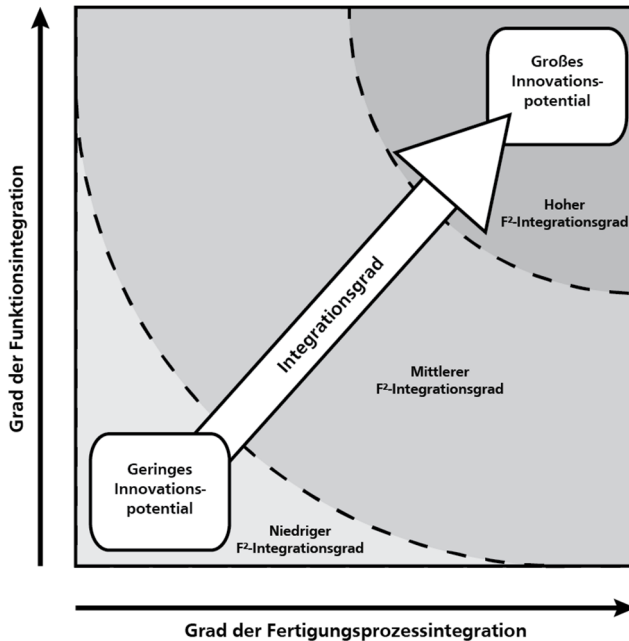 Grad der Funktionsintegration
Großes
Innovations-
potential
Hoher
F²-Integrationsgrad
Integrationsgrad
Mittlerer
F²-Integrationsgrad
Geringes
Innovations-
potential
Niedriger
F²-Integrationsgrad
Grad der Fertigungsprozessintegration